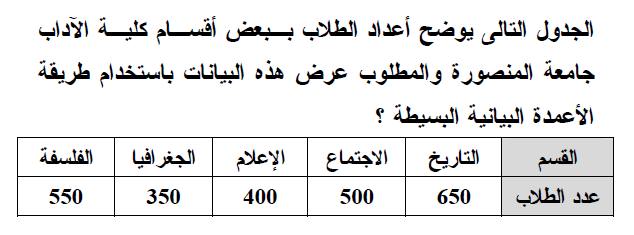 الجدول التالى يوضح أعداد الطلاب بـبعض أقسـام كليـة الآداب
جامعة المنصورة والمطلوب عرض هذه البيانات باستخدام طريقة
الأعمدة البيانية البسيطة ؟
القسم التاريخ الاجتماع الإعلام الجغرافيا الفلسفة
عدد الطلاب 650 500 400 350 550